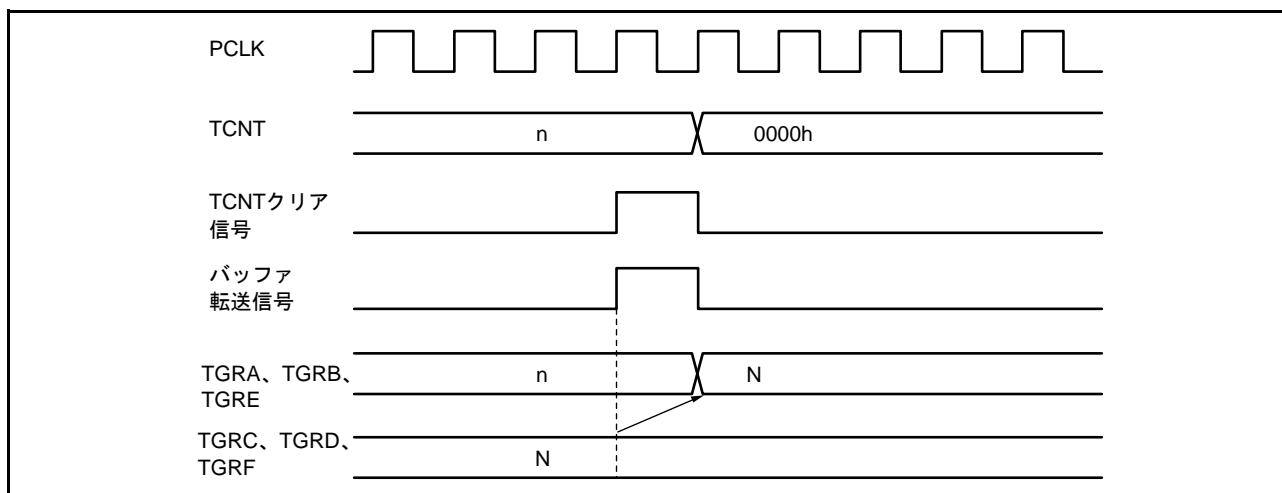 PCLK
TCNT
n
0000h
TCNTクリア
信号
バッファ
転送信号
TGRA、TGRB、
TGRE
n
N
TGRC、TGRD、
TGRF
N